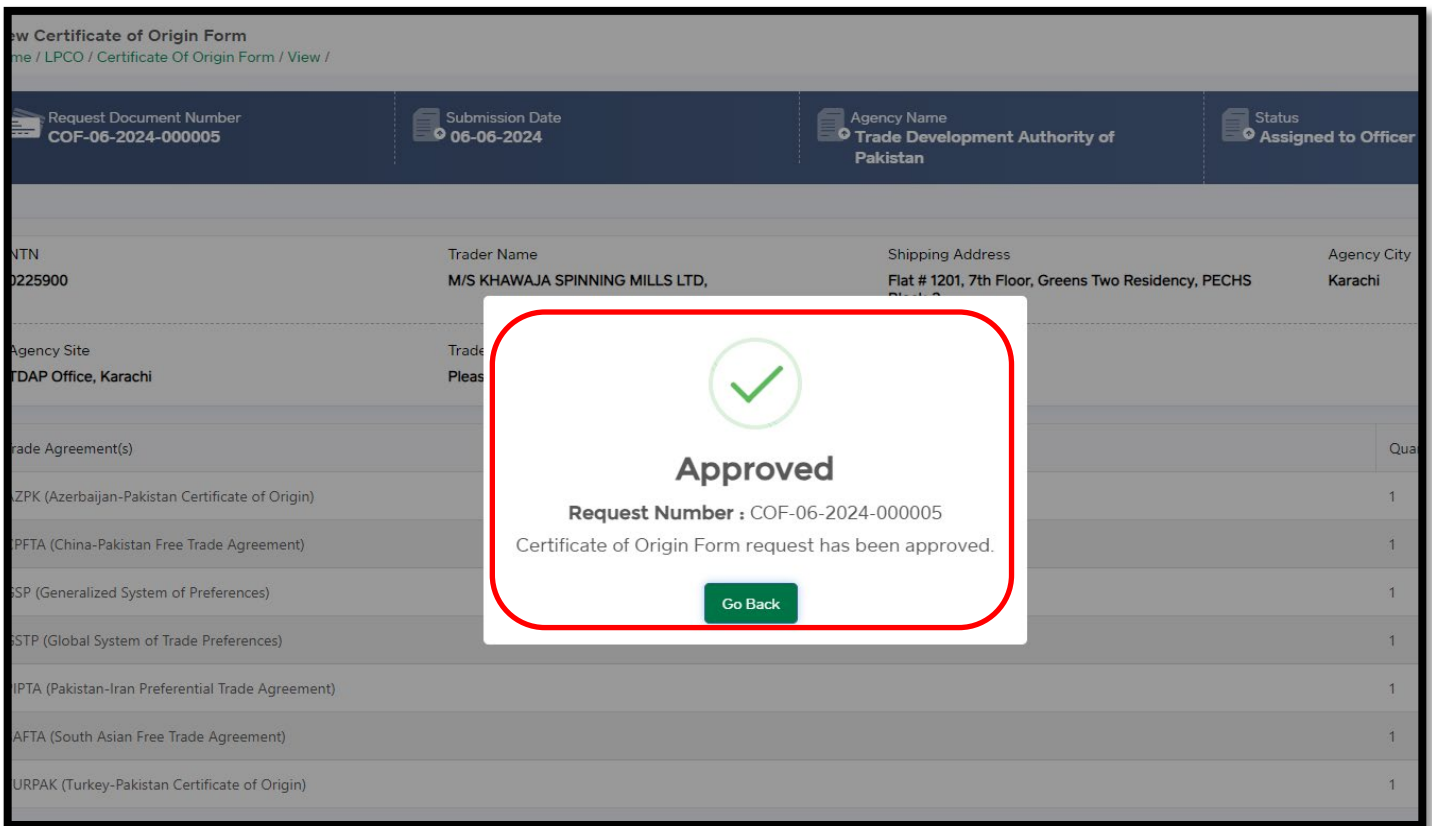 ew Certificate of Origin Form
me / LPCO / Certificate Of Origin Form / View /
Request Document Number
COF-06-2024-000005
Submission Date
06-06-2024
Agency Name
Trade Development Authority of
Pakistan
Status
Assigned to Officer
NTN
0225900
Trader Name
M/S KHAWAJA SPINNING MILLS LTD,
Shipping Address
Flat # 1201, 7th Floor, Greens Two Residency, PECHS
Agency City
Karachi
Agency Site
TDAP Office, Karachi
Trade
Pleas
Approved
Request Number : COF-06-2024-000005
Certificate of Origin Form request has been approved.
Go Back
rade Agreement(s)
Qua
ZPK (Azerbaijan-Pakistan Certificate of Origin)
1
PFTA (China-Pakistan Free Trade Agreement)
1
SP (Generalized System of Preferences)
1
STP (Global System of Trade Preferences)
1
IPTA (Pakistan-Iran Preferential Trade Agreement)
1
AFTA (South Asian Free Trade Agreement)
1
URPAK (Turkey-Pakistan Certificate of Origin)
1